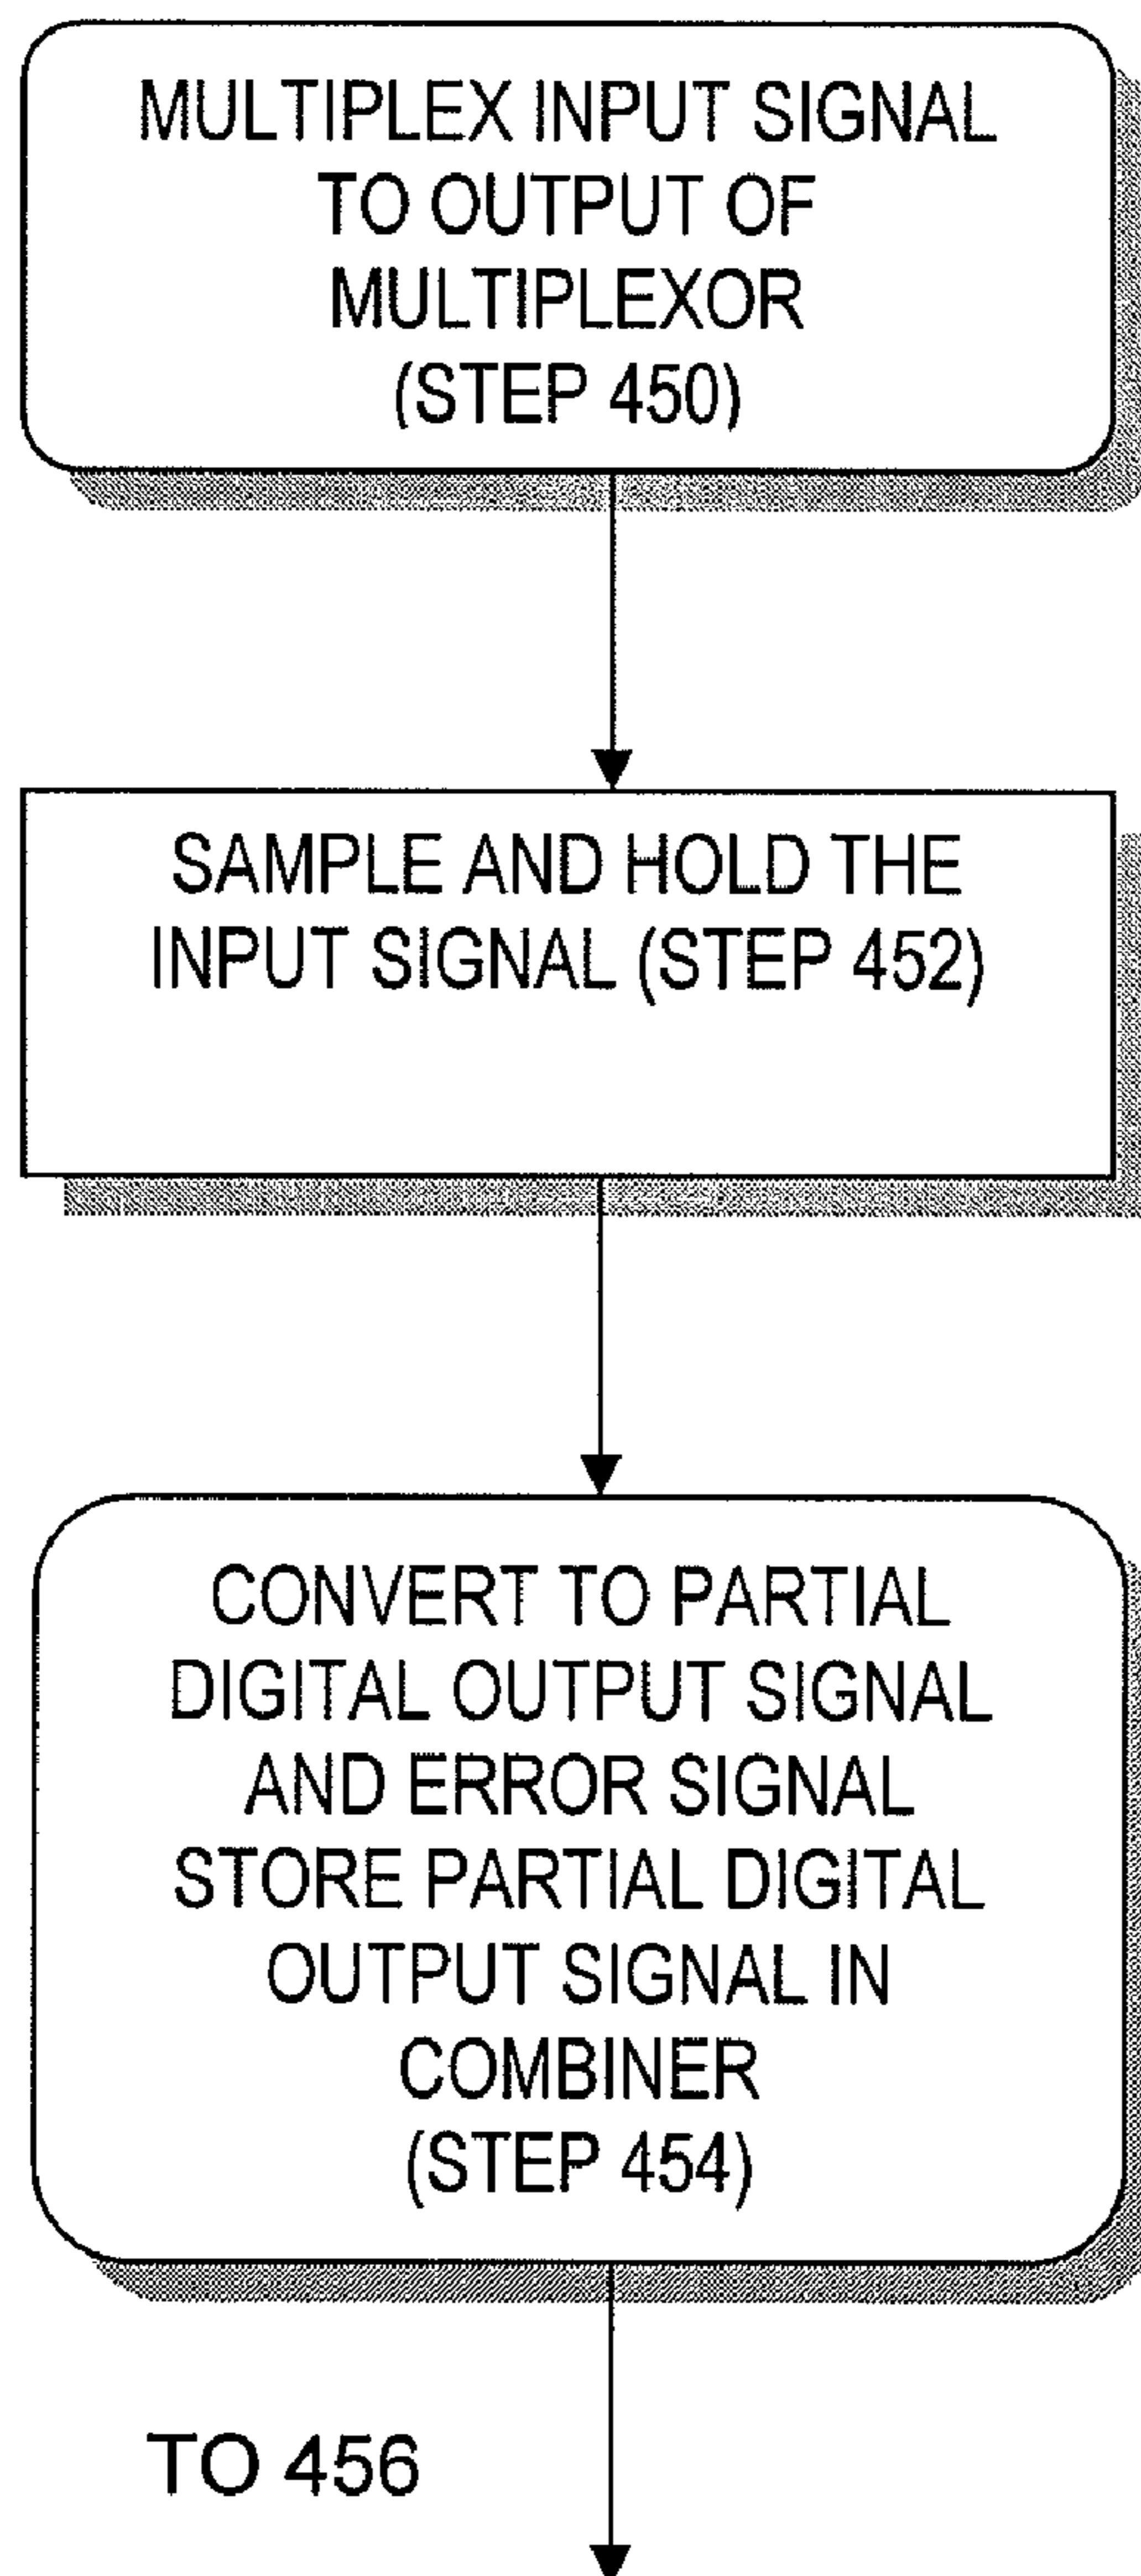 MULTIPLEX INPUT SIGNAL
TO OUTPUT OF
MULTIPLEXOR
(STEP 450)
SAMPLE AND HOLD THE
INPUT SIGNAL (STEP 452)
CONVERT TO PARTIAL
DIGITAL OUTPUT SIGNAL
AND ERROR SIGNAL
STORE PARTIAL DIGITAL
OUTPUT SIGNAL IN
COMBINER
(STEP 454)
TO 456